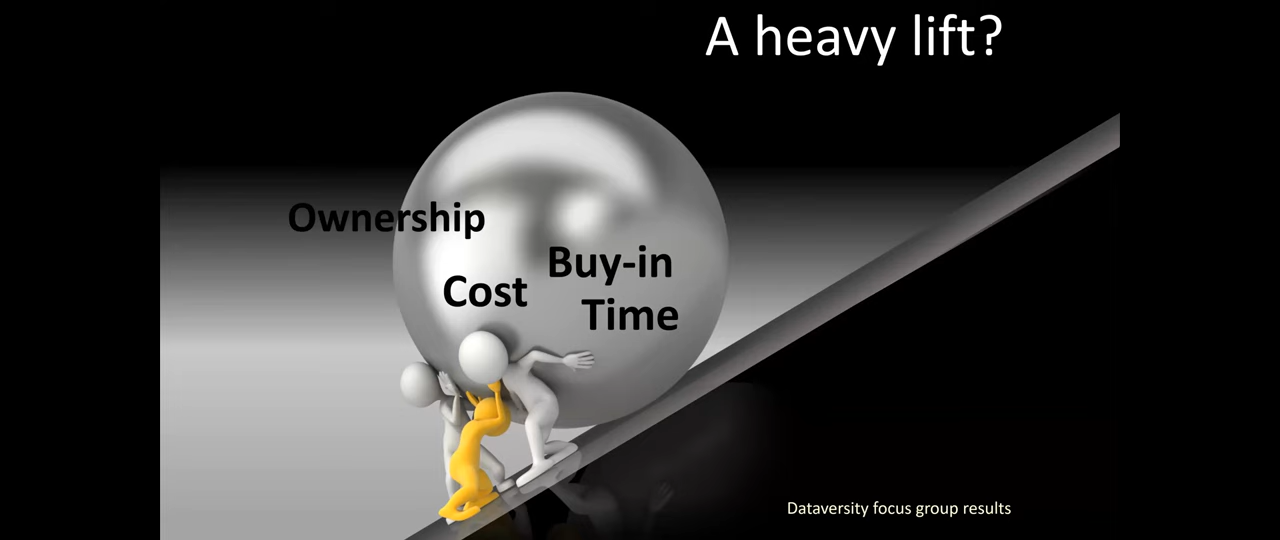 A heavy lift?
Ownership
Buy-in
Cost
Time
Dataversity focus group results